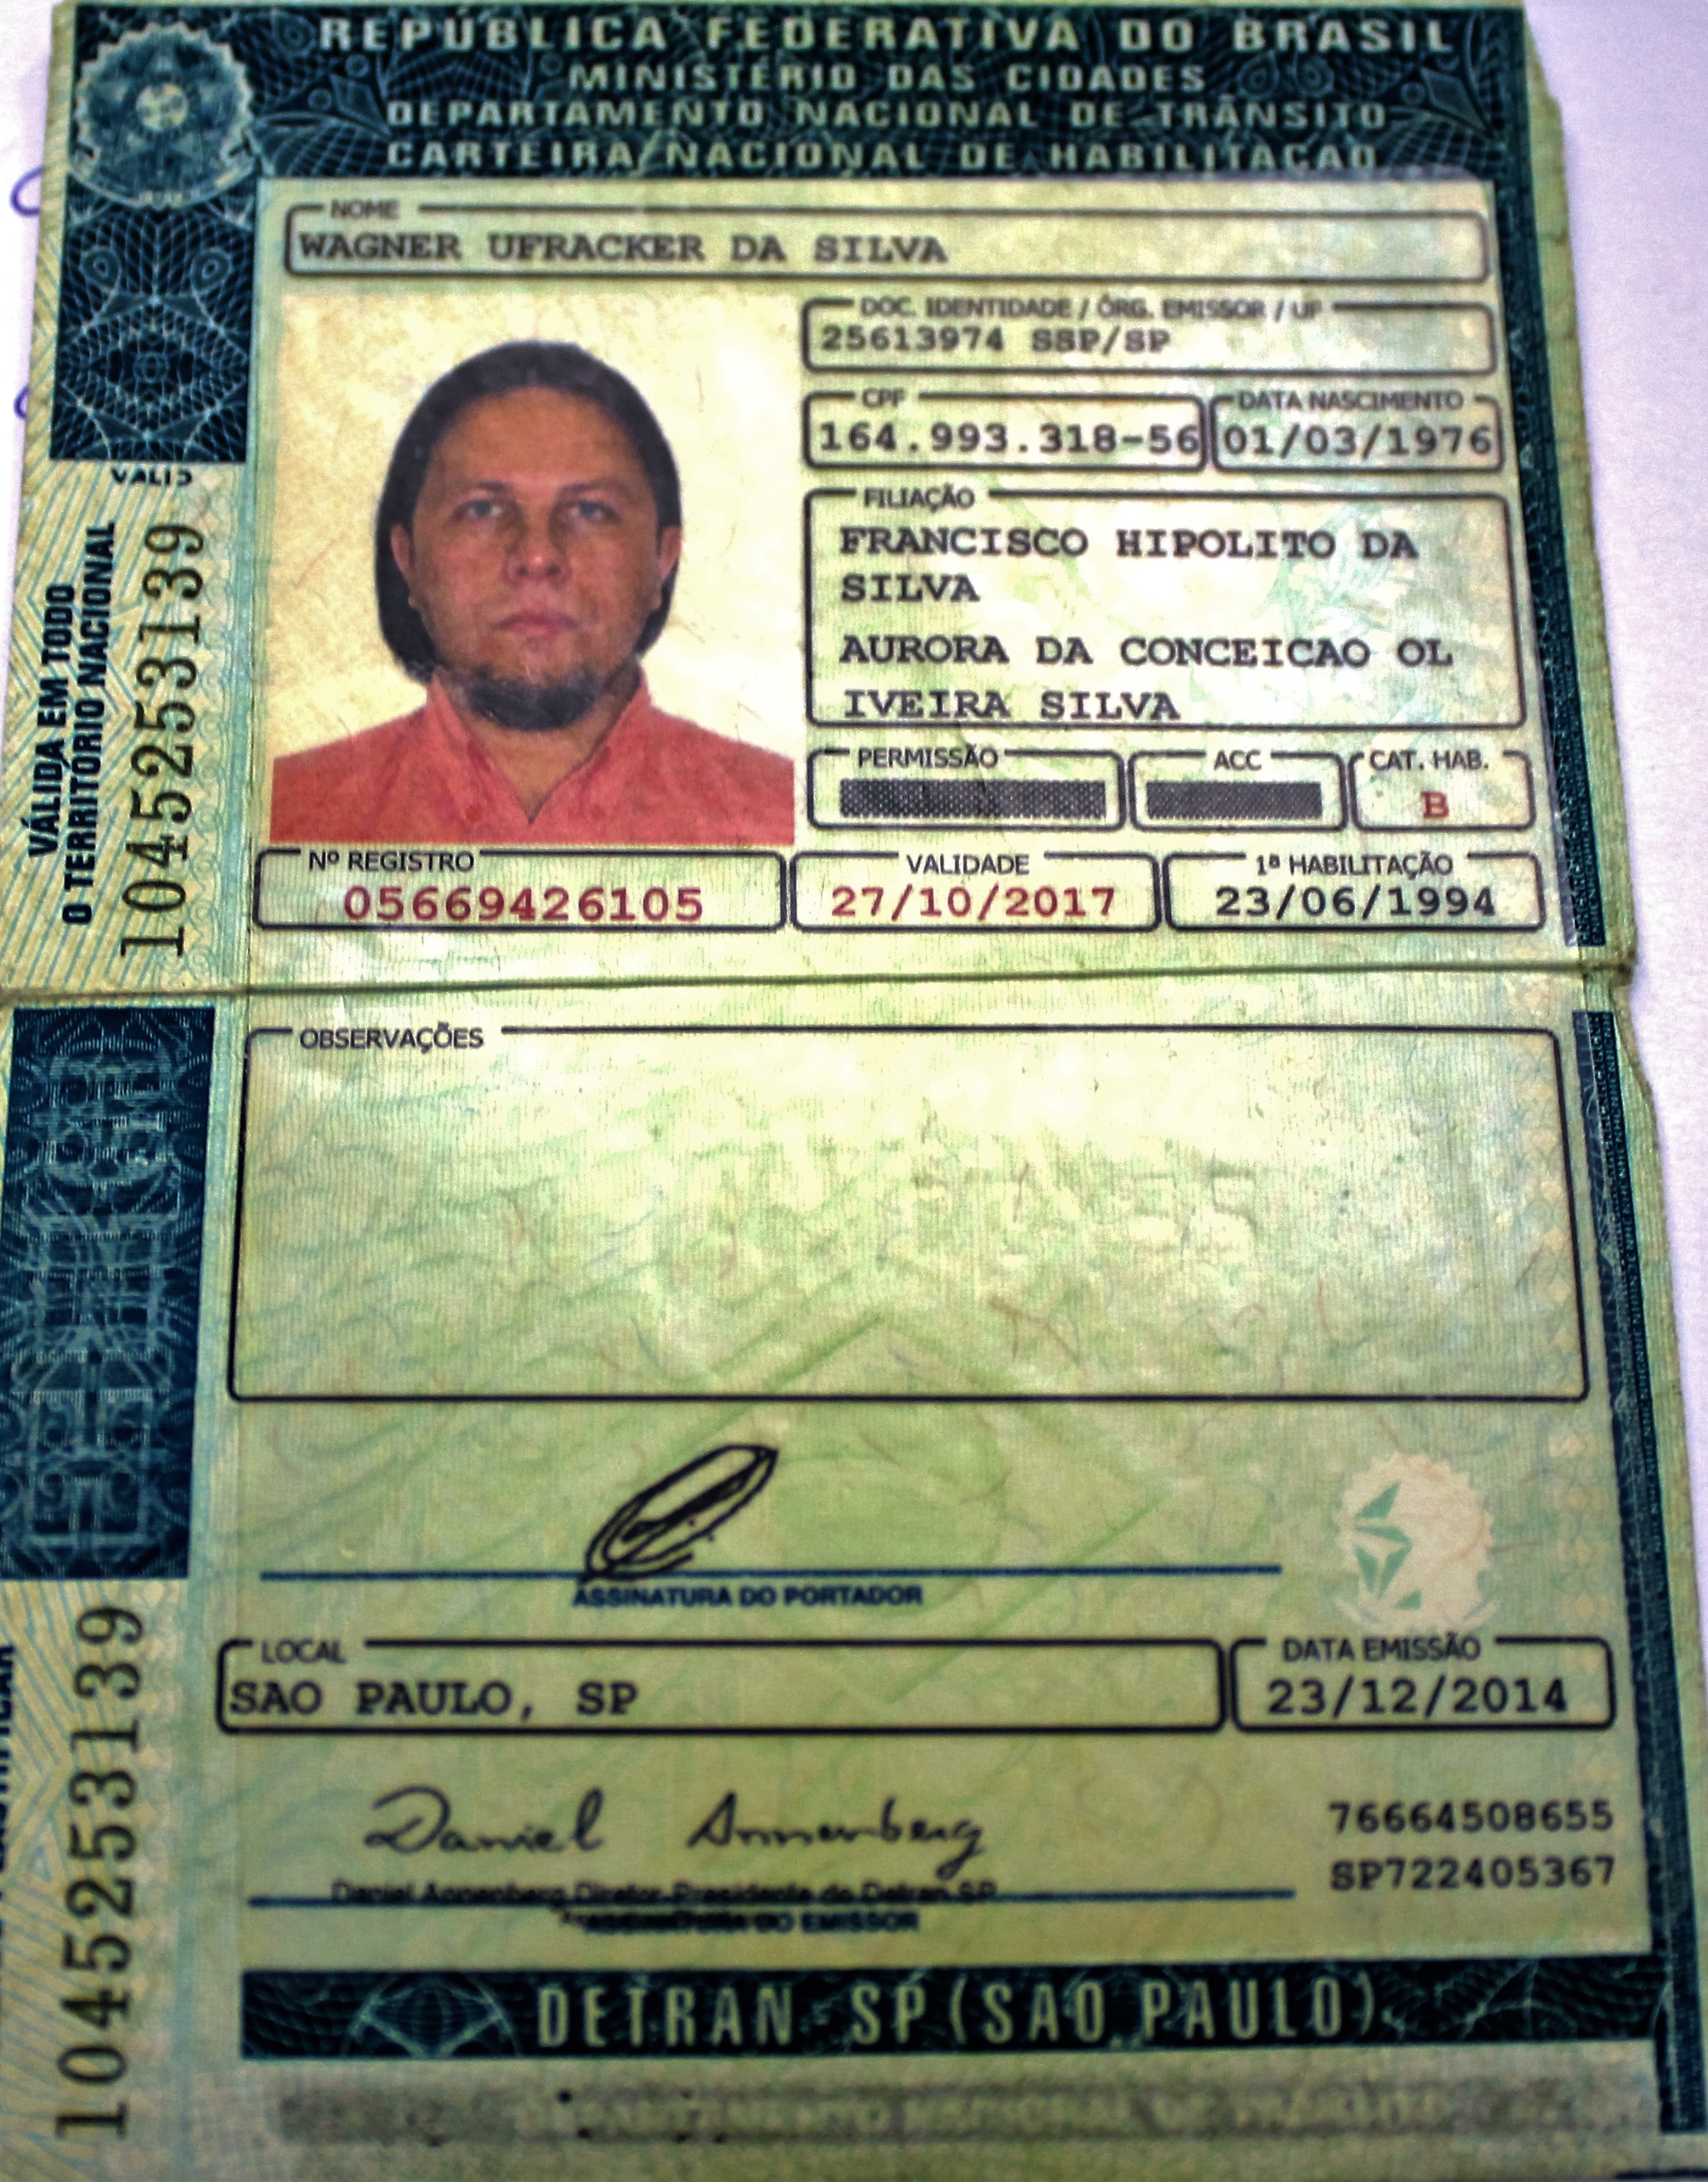 REPÚBLICA FEDERATIVA DO BRASIL
MINISTÉRIO DAS CIDADES
DEPARTAMENTO NACIONAL DE TRÂNSITO
CARTEIRA NACIONAL DE HABILITAÇÃO
NOME
WAGNER UFRACKER DA SILVA
DOC. IDENTIDADE / ÓRG. EMISSOR / UF
25613974 SSP/SP
CPF
164.993.318-56
DATA NASCIMENTO
01/03/1976
FILIAÇÃO
FRANCISCO HIPOLITO DA
SILVA
AURORA DA CONCEICAO OL
IVEIRA SILVA
PERMISSÃO
ACC
CAT. HAB.
B
Nº REGISTRO
05669426105
VALIDADE
27/10/2017
1ª HABILITAÇÃO
23/06/1994
VÁLIDA EM TODO
O TERRITÓRIO NACIONAL
1045253139
OBSERVAÇÕES
ASSINATURA DO PORTADOR
LOCAL
SAO PAULO, SP
DATA EMISSÃO
23/12/2014
Daniel Annenberg
Daniel Annenberg Diretor-Presidente do Detran-SP
ASSINATURA DO EMISSOR
76664508655
SP722405367
1045253139
DETRAN-SP (SAO PAULO)